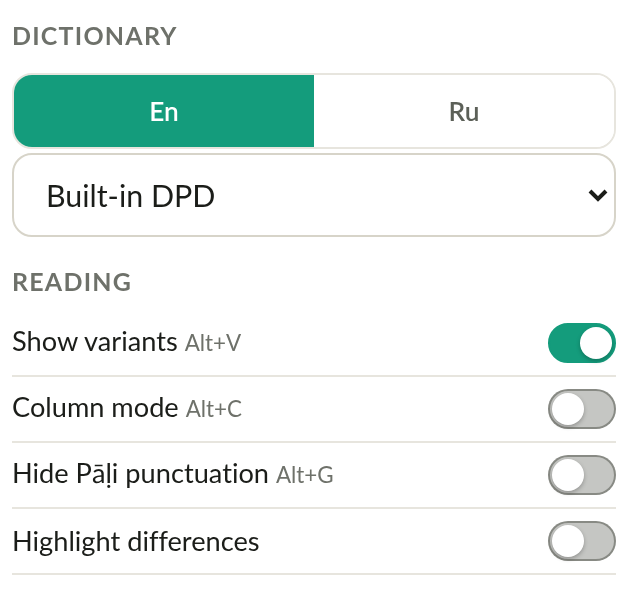 DICTIONARY
En Ru
Built-in DPD
READING
Show variants Alt+V
Column mode Alt+C
Hide Pāḷi punctuation Alt+G
Highlight differences